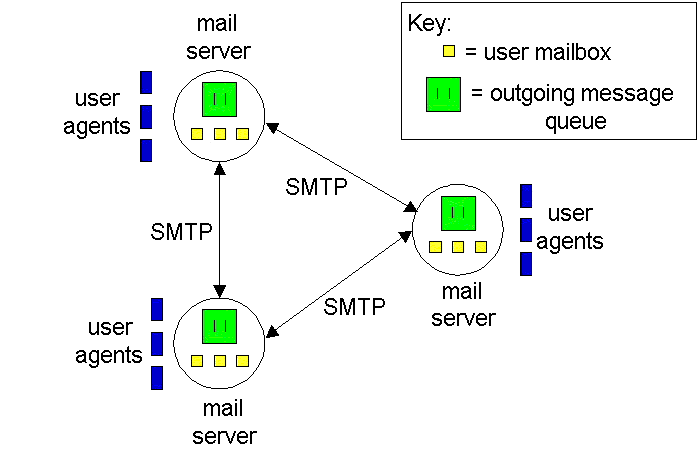 mail
server
Key:
= user mailbox
= outgoing message
queue
user
agents
SMTP
SMTP
user
agents
mail
server
SMTP
user
agents
mail
server